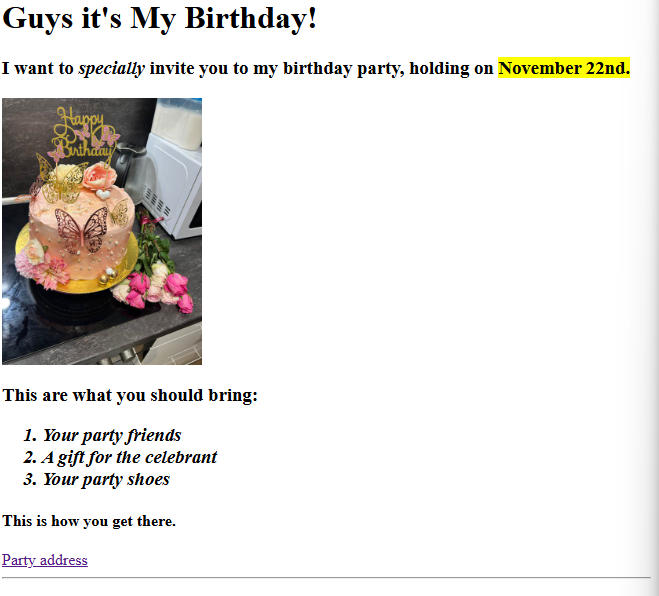 Guys it's My Birthday!
I want to specially invite you to my birthday party, holding on November 22nd.
Happy
Birthday
This are what you should bring:
1. Your party friends
2. A gift for the celebrant
3. Your party shoes
This is how you get there.
Party address